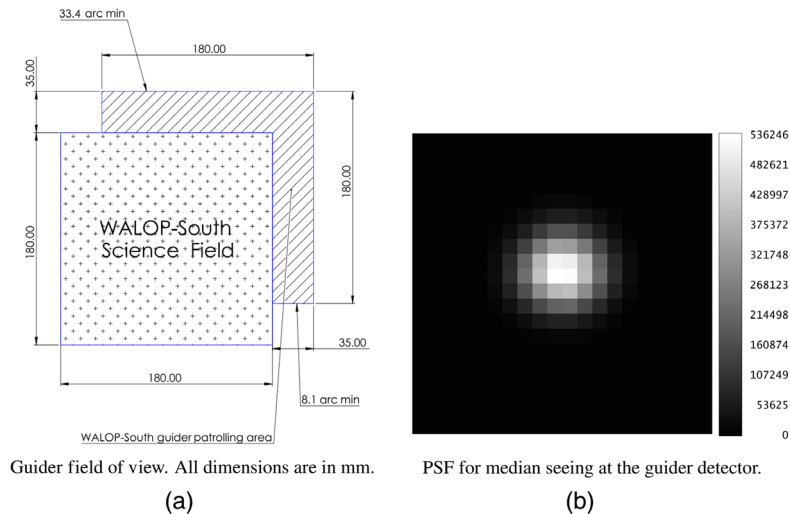 33.4 arc min
180.00
35.00
180.00
180.00
WALOP-South
Science Field
35.00
180.00
8.1 arc min
WALOP-South guider patrolling area
536246
482621
428997
375372
321748
268123
214498
160874
107249
53625
0
Guider field of view. All dimensions are in mm.
PSF for median seeing at the guider detector.
(a)
(b)